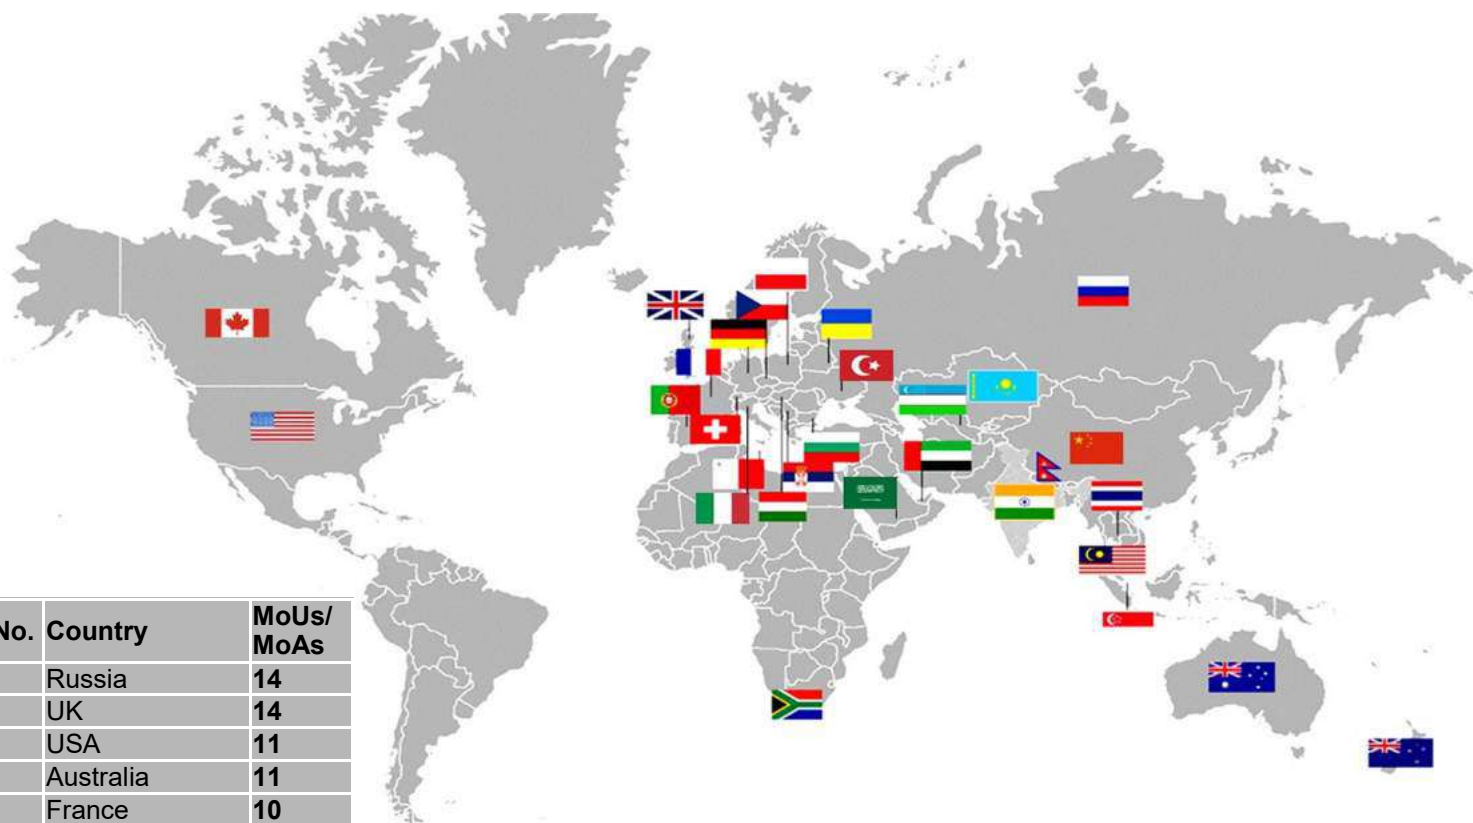 No. Country MoUs/
MoAs
Russia 14
UK 14
USA 11
Australia 11
France 10